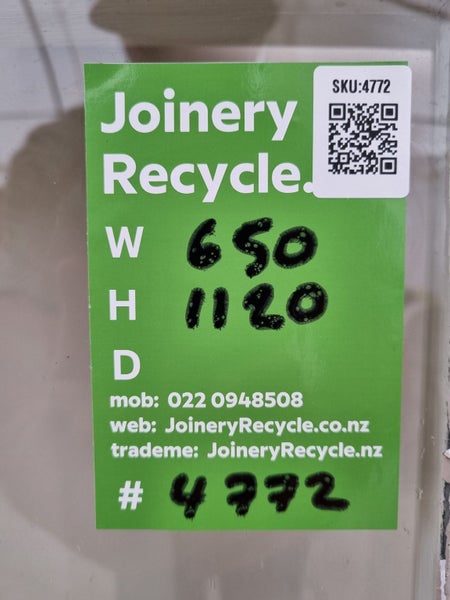 SKU:4772
Joinery
Recycle.
W 650
H 1120
D
mob: 022 0948508
web: JoineryRecycle.co.nz
trademe: JoineryRecycle.nz
# 4772